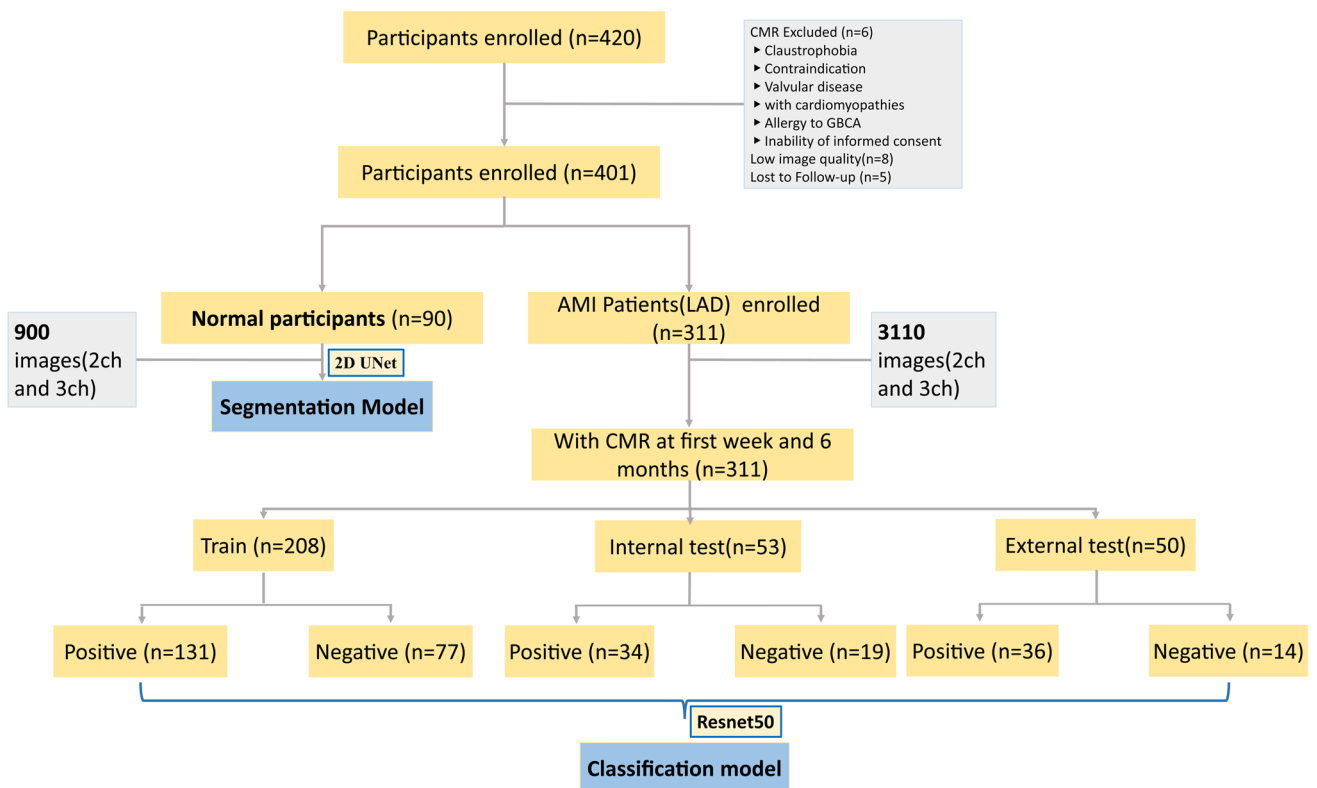 Participants enrolled (n=420)
CMR Excluded (n=6)
‣ Claustrophobia
‣ Contraindication
‣ Valvular disease
‣ with cardiomyopathies
‣ Allergy to GBCA
‣ Inability of informed consent
Low image quality(n=8)
Lost to Follow-up (n=5)
Participants enrolled (n=401)
Normal participants (n=90)
AMI Patients(LAD) enrolled
(n=311)
900
images(2ch
and 3ch)
2D UNet
Segmentation Model
3110
images(2ch
and 3ch)
With CMR at first week and 6
months (n=311)
Train (n=208)
Internal test(n=53)
External test(n=50)
Positive (n=131)
Negative (n=77)
Positive (n=34)
Negative (n=19)
Positive (n=36)
Negative (n=14)
Resnet50
Classification model